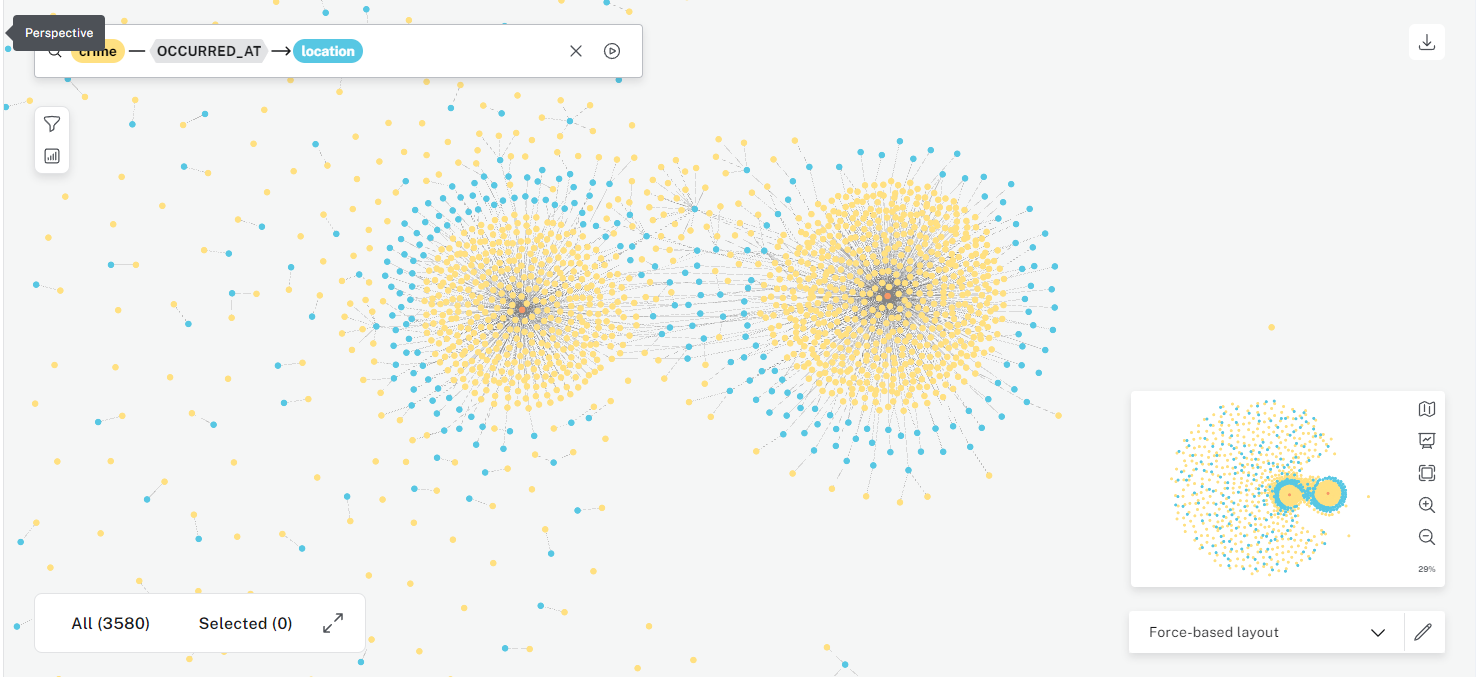 Perspective
crime OCCURRED_AT location
29%
All (3580) Selected (0)
Force-based layout